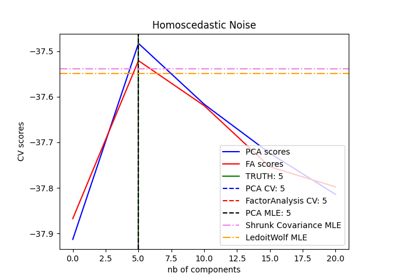 Homoscedastic Noise
CV scores
−37.5
−37.6
−37.7
−37.8
−37.9
PCA scores
FA scores
TRUTH: 5
PCA CV: 5
FactorAnalysis CV: 5
PCA MLE: 5
Shrunk Covariance MLE
LedoitWolf MLE
0.0 2.5 5.0 7.5 10.0 12.5 15.0 17.5 20.0
nb of components